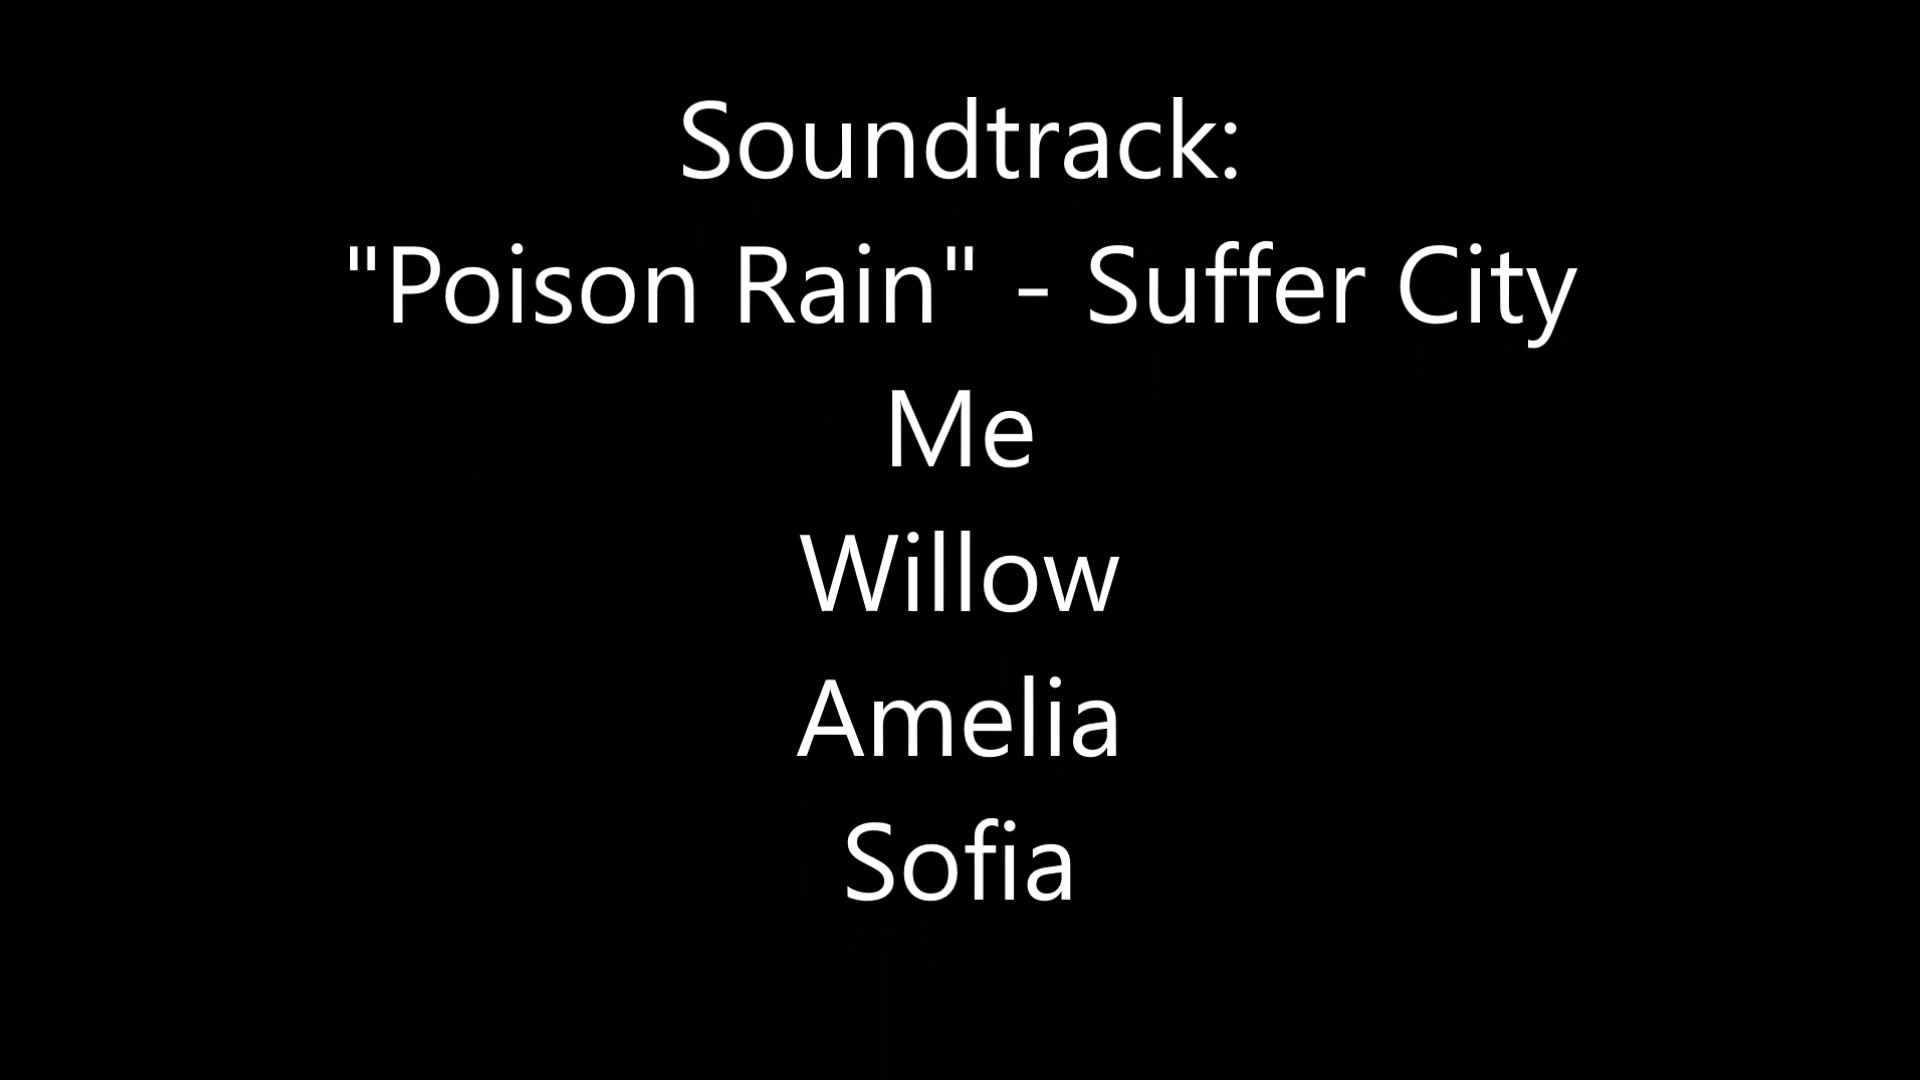 Soundtrack:
"Poison Rain" - Suffer City
Me
Willow
Amelia
Sofia